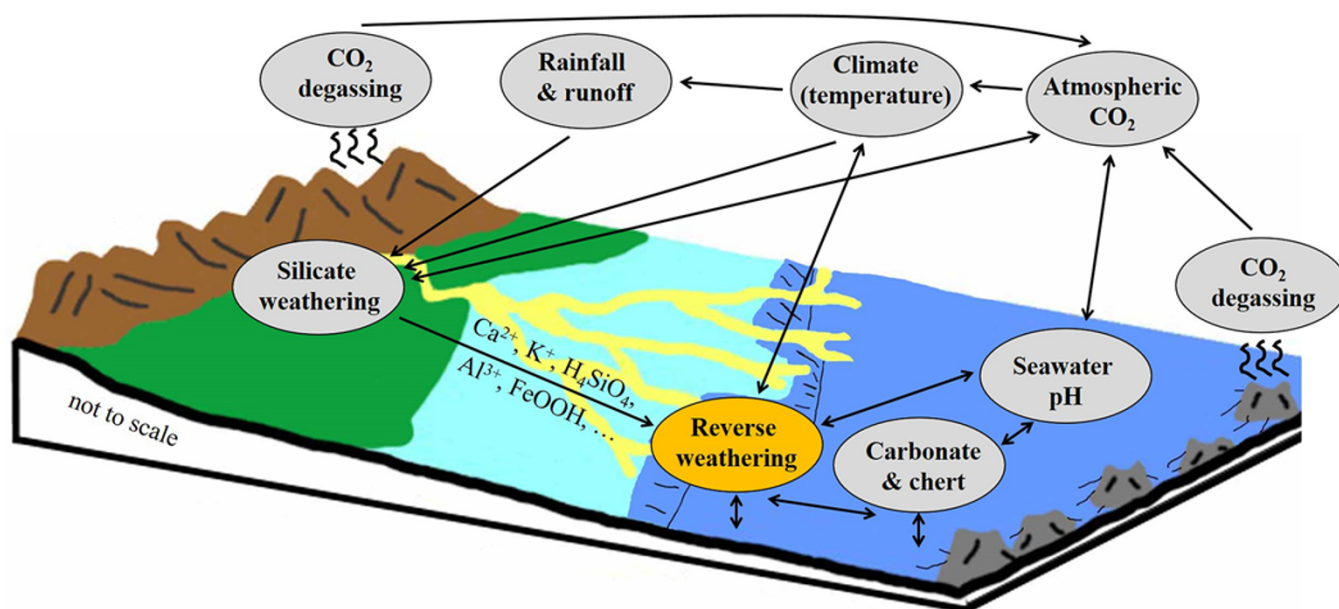 CO₂
degassing
Rainfall
& runoff
Climate
(temperature)
Atmospheric
CO₂
Silicate
weathering
CO₂
degassing
Ca²⁺, K⁺, H₄SiO₄,
Al³⁺, FeOOH, ...
Seawater
pH
not to scale
Reverse
weathering
Carbonate
& chert